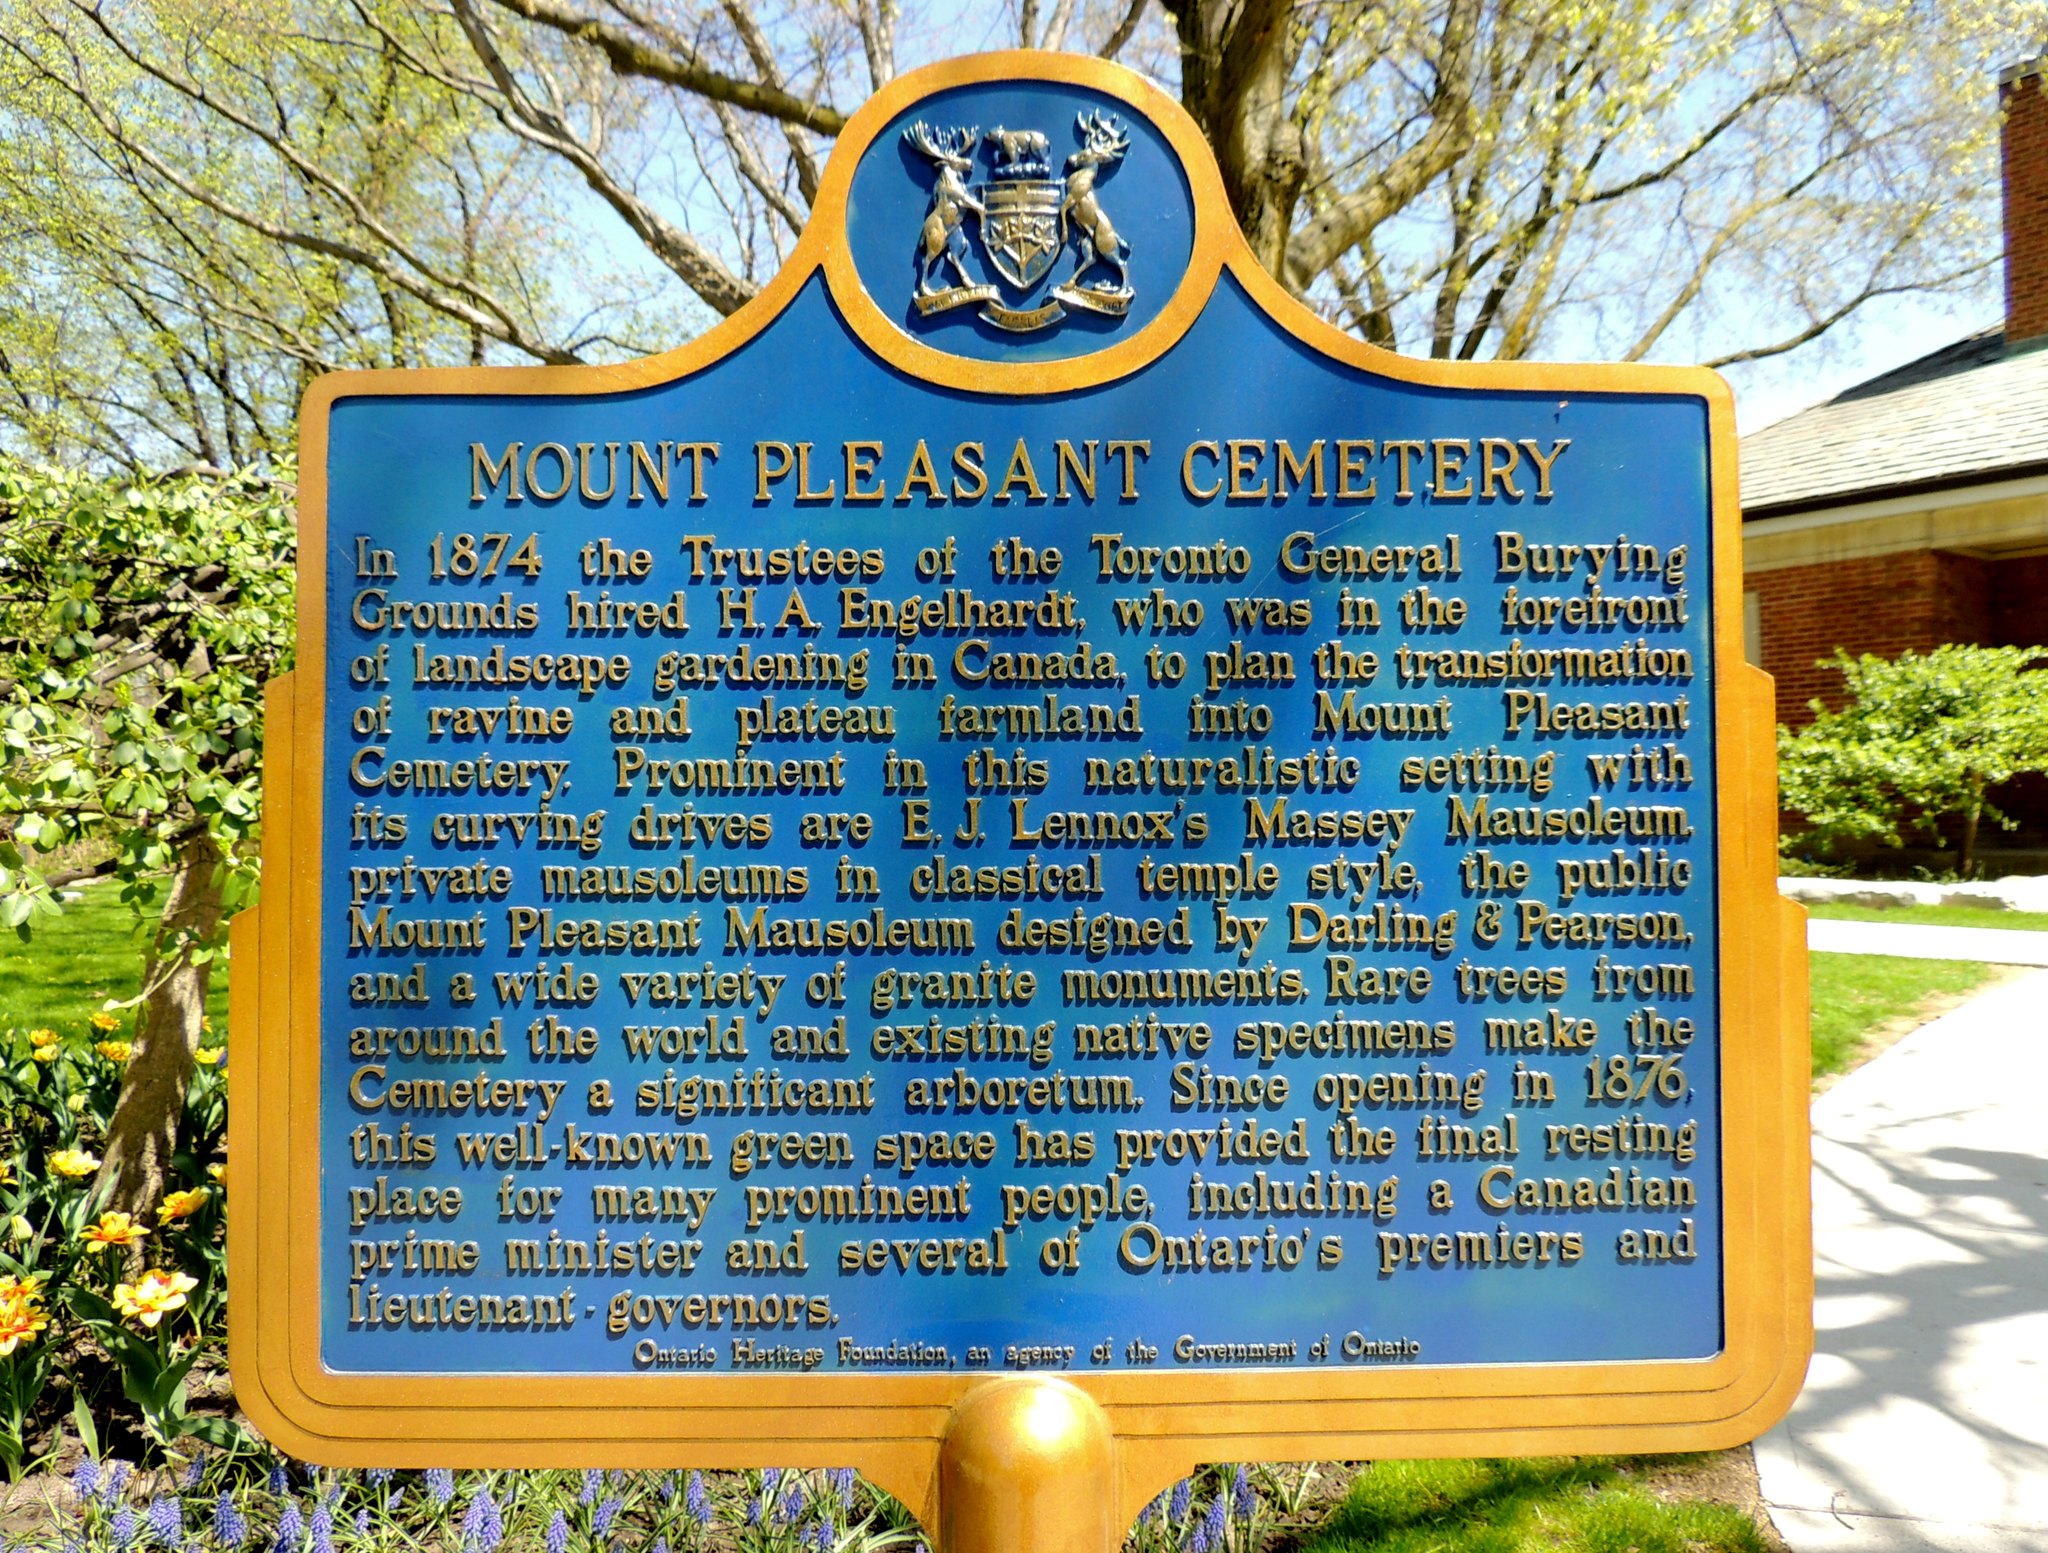 MOUNT PLEASANT CEMETERY
In 1874 the Trustees of the Toronto General Burying
Grounds hired H. A. Engelhardt, who was in the forefront
of landscape gardening in Canada, to plan the transformation
of ravine and plateau farmland into Mount Pleasant
Cemetery. Prominent in this naturalistic setting with
its curving drives are E. J. Lennox's Massey Mausoleum,
private mausoleums in classical temple style, the public
Mount Pleasant Mausoleum designed by Darling & Pearson,
and a wide variety of granite monuments. Rare trees from
around the world and existing native specimens make the
Cemetery a significant arboretum. Since opening in 1876,
this well-known green space has provided the final resting
place for many prominent people, including a Canadian
prime minister and several of Ontario's premiers and
lieutenant-governors.
Ontario Heritage Foundation, an agency of the Government of Ontario